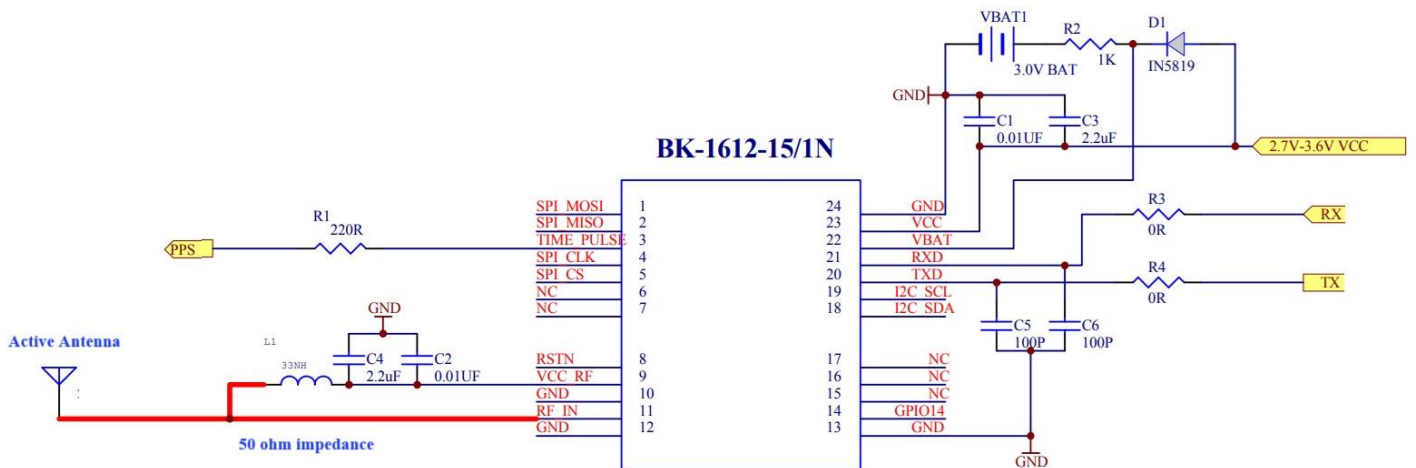 VBAT1
R2
D1
3.0V BAT
1K
IN5819
GND
C1
0.01UF
C3
2.2uF
2.7V-3.6V VCC
BK-1612-15/1N
R1
220R
PPS
SPI_MOSI 1
SPI_MISO 2
TIME_PULSE 3
SPI_CLK 4
SPI_CS 5
NC 6
NC 7
RSTN 8
VCC_RF 9
GND 10
RF_IN 11
GND 12
24 GND
23 VCC
22 VBAT
21 RXD
20 TXD
19 I2C_SCL
18 I2C_SDA
17 NC
16 NC
15 NC
14 GPIO14
13 GND
R3
0R
RX
R4
0R
TX
C5
100P
C6
100P
GND
GND
Active Antenna
L1
33NH
C4
2.2uF
C2
0.01UF
50 ohm impedance